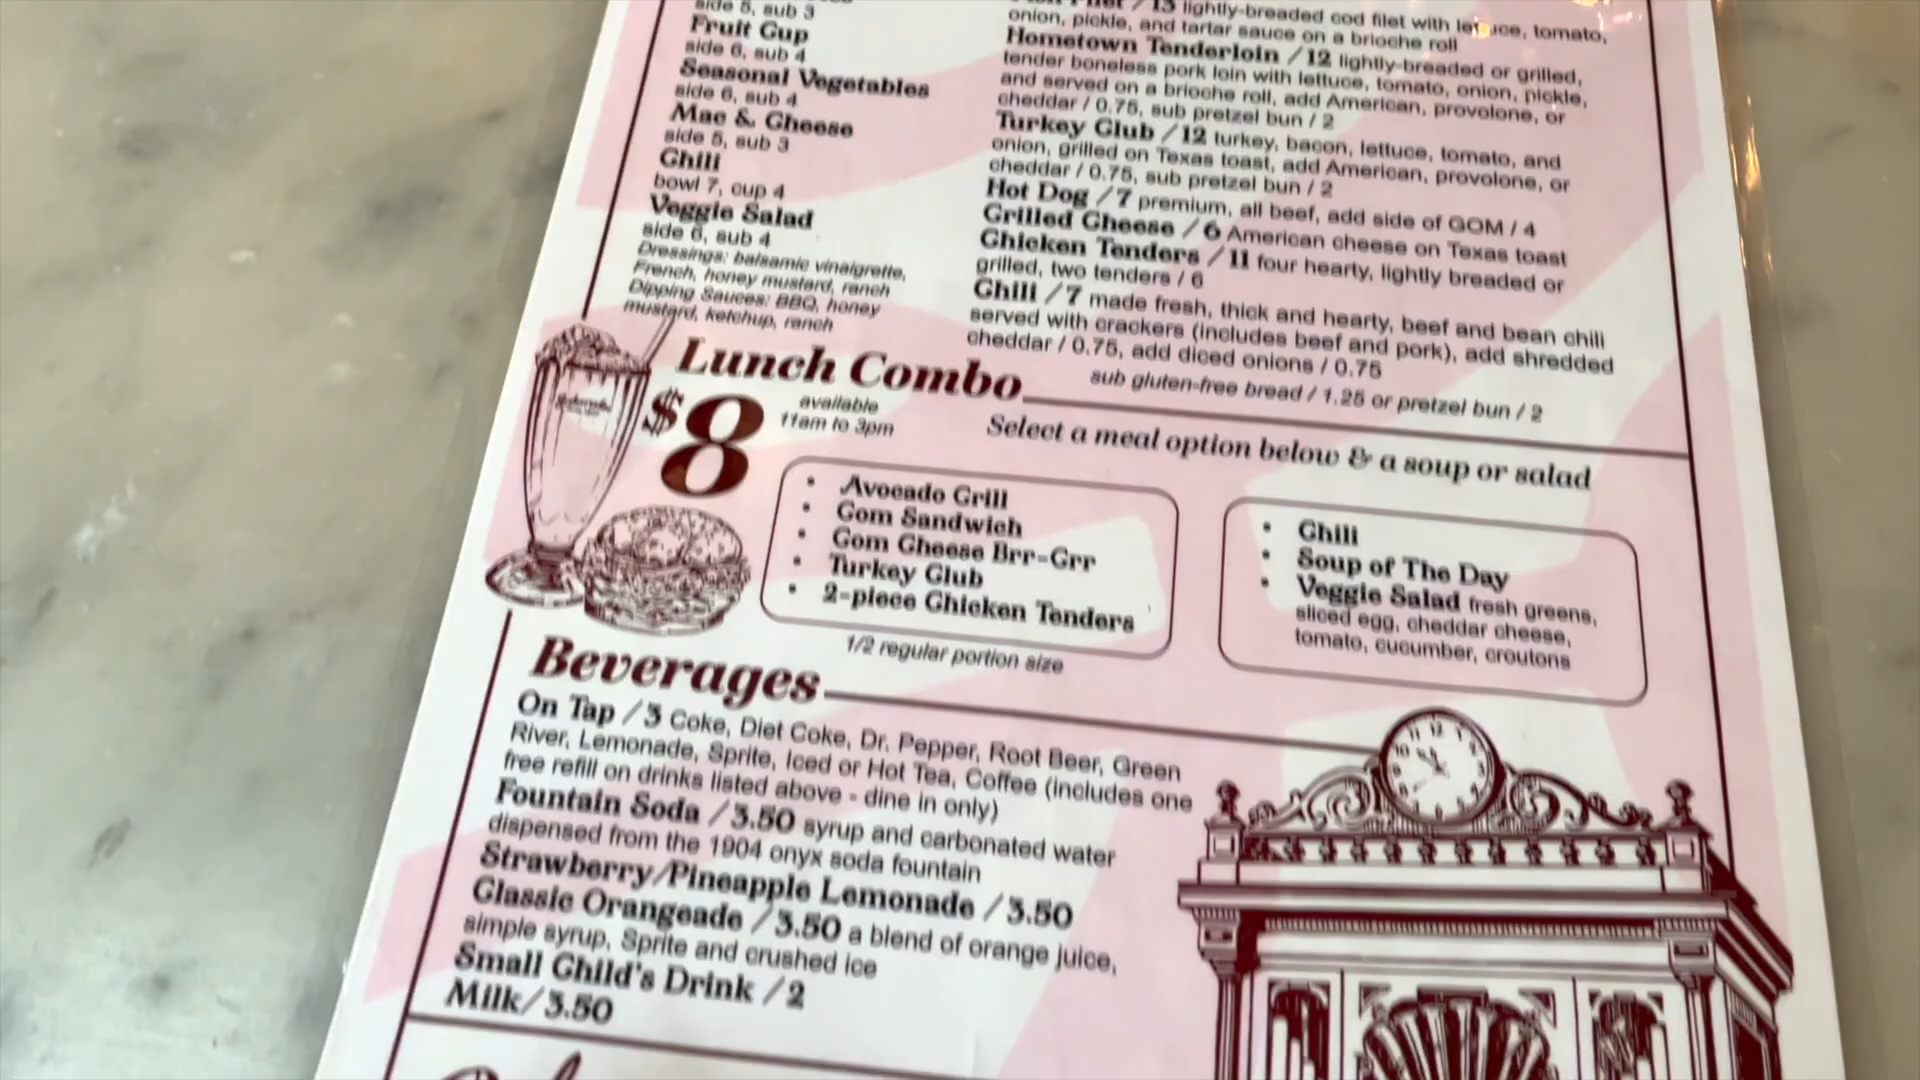 side 5, sub 3
Fruit Cup
side 6, sub 4
Seasonal Vegetables
side 6, sub 4
Mac & Cheese
side 5, sub 3
Chili
bowl 7, cup 4
Veggie Salad
side 6, sub 4
Dressings: balsamic vinaigrette,
French, honey mustard, ranch
Dipping Sauces: BBQ, honey
mustard, ketchup, ranch
/ 13 lightly-breaded cod filet with lettuce, tomato,
onion, pickle, and tartar sauce on a brioche roll
Hometown Tenderloin / 12 lightly-breaded or grilled,
tender boneless pork loin with lettuce, tomato, onion, pickle,
and served on a brioche roll, add American, provolone, or
cheddar / 0.75, sub pretzel bun / 2
Turkey Club / 12 turkey, bacon, lettuce, tomato, and
onion, grilled on Texas toast, add American, provolone, or
cheddar / 0.75, sub pretzel bun / 2
Hot Dog / 7 premium, all beef, add side of GOM / 4
Grilled Cheese / 6 American cheese on Texas toast
Chicken Tenders / 11 four hearty, lightly breaded or
grilled, two tenders / 6
Chili / 7 made fresh, thick and hearty, beef and bean chili
served with crackers (includes beef and pork), add shredded
cheddar / 0.75, add diced onions / 0.75
sub gluten-free bread / 1.25 or pretzel bun / 2
Lunch Combo
$8
available
11am to 3pm
Select a meal option below & a soup or salad
• Avocado Grill
• Gom Sandwich
• Gom Cheese Brr-Grr
• Turkey Club
• 2-piece Chicken Tenders
1/2 regular portion size
• Chili
• Soup of The Day
• Veggie Salad fresh greens,
sliced egg, cheddar cheese,
tomato, cucumber, croutons
Beverages
On Tap / 3 Coke, Diet Coke, Dr. Pepper, Root Beer, Green
River, Lemonade, Sprite, Iced or Hot Tea, Coffee (includes one
free refill on drinks listed above - dine in only)
Fountain Soda / 3.50 syrup and carbonated water
dispensed from the 1904 onyx soda fountain
Strawberry/Pineapple Lemonade / 3.50
Classic Orangeade / 3.50 a blend of orange juice,
simple syrup, Sprite and crushed ice
Small Child's Drink / 2
Milk/3.50